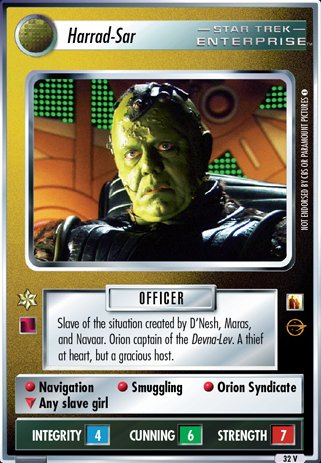 Harrad-Sar
STAR TREK
ENTERPRISE™
NOT ENDORSED BY CBS OR PARAMOUNT PICTURES 1
OFFICER
Slave of the situation created by D'Nesh, Maras,
and Navaar. Orion captain of the Devna-Lev. A thief
at heart, but a gracious host.
Navigation Smuggling Orion Syndicate
Any slave girl
INTEGRITY 4 CUNNING 6 STRENGTH 7
32 V